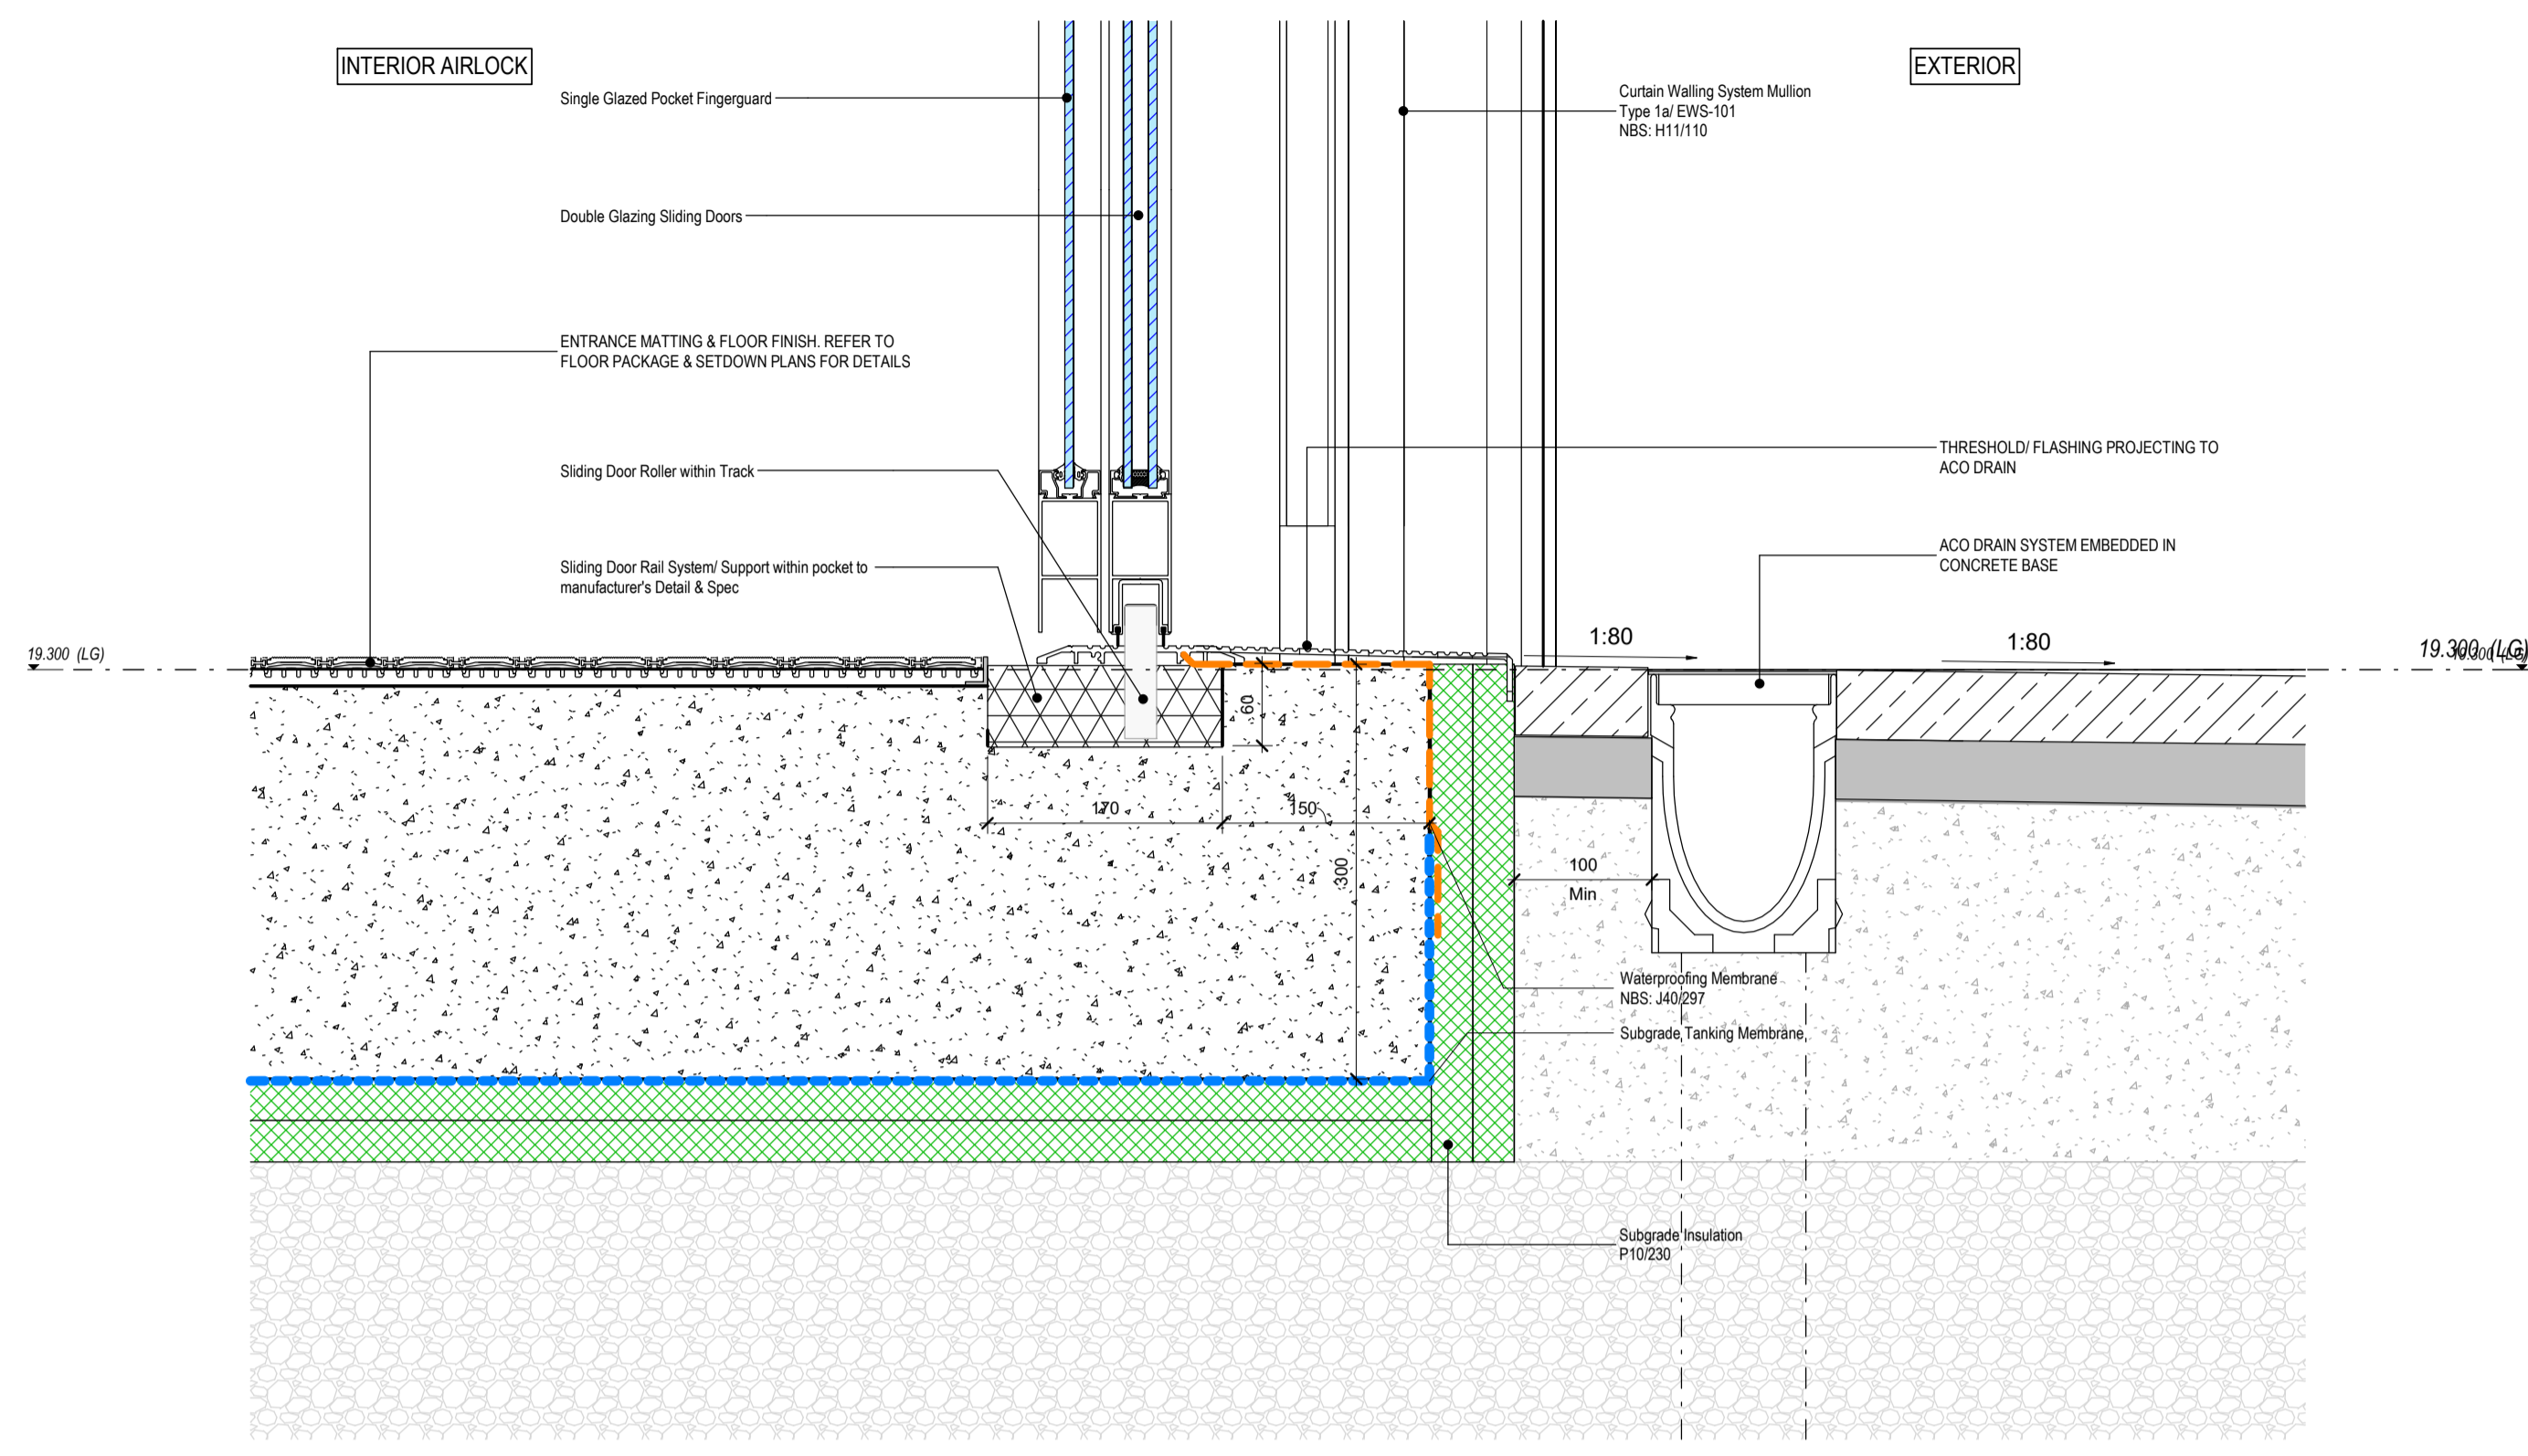 INTERIOR AIRLOCK
EXTERIOR
Single Glazed Pocket Fingerguard
Curtain Walling System Mullion
Type 1a/ EWS-101
NBS: H11/110
Double Glazing Sliding Doors
ENTRANCE MATTING & FLOOR FINISH. REFER TO
FLOOR PACKAGE & SETDOWN PLANS FOR DETAILS
THRESHOLD/ FLASHING PROJECTING TO
ACO DRAIN
Sliding Door Roller within Track
ACO DRAIN SYSTEM EMBEDDED IN
CONCRETE BASE
Sliding Door Rail System/ Support within pocket to
manufacturer's Detail & Spec
1:80
1:80
19.300 (LG)
19.300 (LG)
60
170
150
300
100
Min
Waterproofing Membrane
NBS: J40/297
Subgrade Tanking Membrane
Subgrade Insulation
P10/230